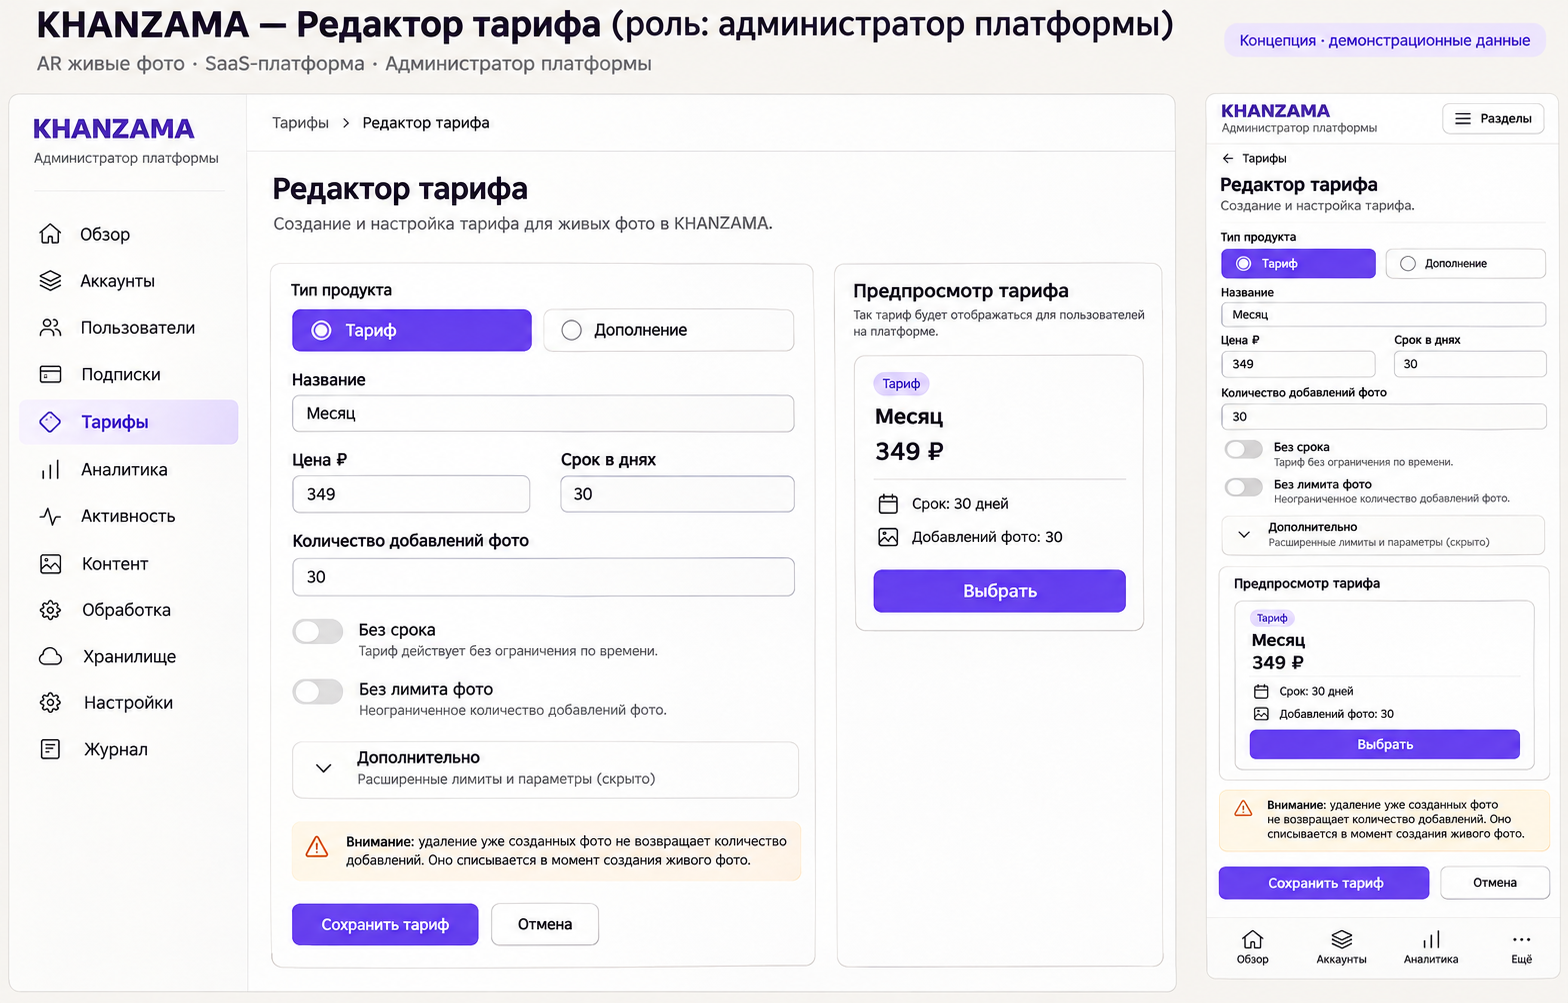 KHANZAMA — Редактор тарифа (роль: администратор платформы)
AR живые фото · SaaS-платформа · Администратор платформы
Концепция · демонстрационные данные
KHANZAMA
Администратор платформы
Обзор
Аккаунты
Пользователи
Подписки
Тарифы
Аналитика
Активность
Контент
Обработка
Хранилище
Настройки
Журнал
Тарифы > Редактор тарифа
Редактор тарифа
Создание и настройка тарифа для живых фото в KHANZAMA.
Тип продукта
Тариф
Дополнение
Название
Месяц
Цена ₽
Срок в днях
349
30
Количество добавлений фото
30
Без срока
Тариф действует без ограничения по времени.
Без лимита фото
Неограниченное количество добавлений фото.
Дополнительно
Расширенные лимиты и параметры (скрыто)
Внимание: удаление уже созданных фото не возвращает количество
добавлений. Оно списывается в момент создания живого фото.
Сохранить тариф
Отмена
Предпросмотр тарифа
Так тариф будет отображаться для пользователей
на платформе.
Тариф
Месяц
349 ₽
Срок: 30 дней
Добавлений фото: 30
Выбрать
KHANZAMA
Администратор платформы
Разделы
← Тарифы
Редактор тарифа
Создание и настройка тарифа.
Тип продукта
Тариф
Дополнение
Название
Месяц
Цена ₽
Срок в днях
349
30
Количество добавлений фото
30
Без срока
Тариф без ограничения по времени.
Без лимита фото
Неограниченное количество добавлений фото.
Дополнительно
Расширенные лимиты и параметры (скрыто)
Предпросмотр тарифа
Тариф
Месяц
349 ₽
Срок: 30 дней
Добавлений фото: 30
Выбрать
Внимание: удаление уже созданных фото
не возвращает количество добавлений. Оно
списывается в момент создания живого фото.
Сохранить тариф
Отмена
Обзор
Аккаунты
Аналитика
Ещё